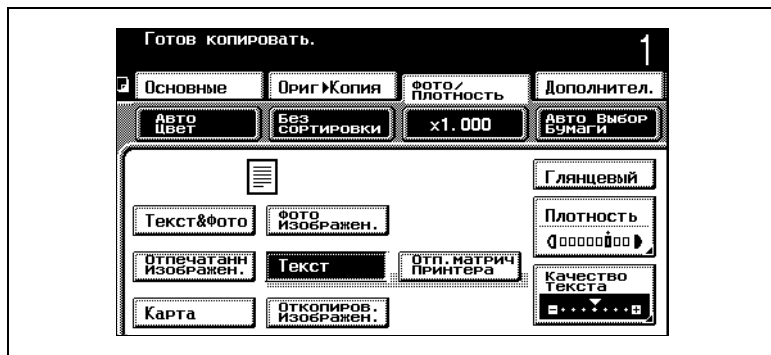 Готов копировать.
1
Основные
Ориг▶Копия
Фото/
Плотность
Дополнител.
Авто
Цвет
Без
сортировки
x1.000
Авто Выбор
Бумаги
Глянцевый
Текст&Фото
Фото
Изображен.
Плотность
Отпечатанн
Изображен.
Текст
Отп.матрич
Принтера
Качество
Текста
Карта
Откопиров.
Изображен.